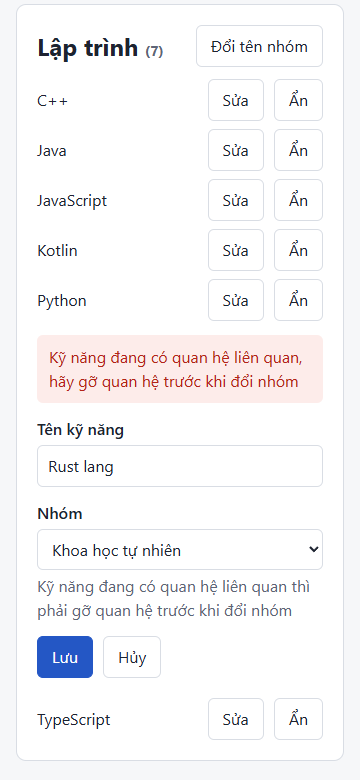 Lập trình (7) Đổi tên nhóm
C++ Sửa Ẩn
Java Sửa Ẩn
JavaScript Sửa Ẩn
Kotlin Sửa Ẩn
Python Sửa Ẩn
Kỹ năng đang có quan hệ liên quan,
hãy gỡ quan hệ trước khi đổi nhóm
Tên kỹ năng
Rust lang
Nhóm
Khoa học tự nhiên
Kỹ năng đang có quan hệ liên quan thì
phải gỡ quan hệ trước khi đổi nhóm
Lưu Hủy
TypeScript Sửa Ẩn